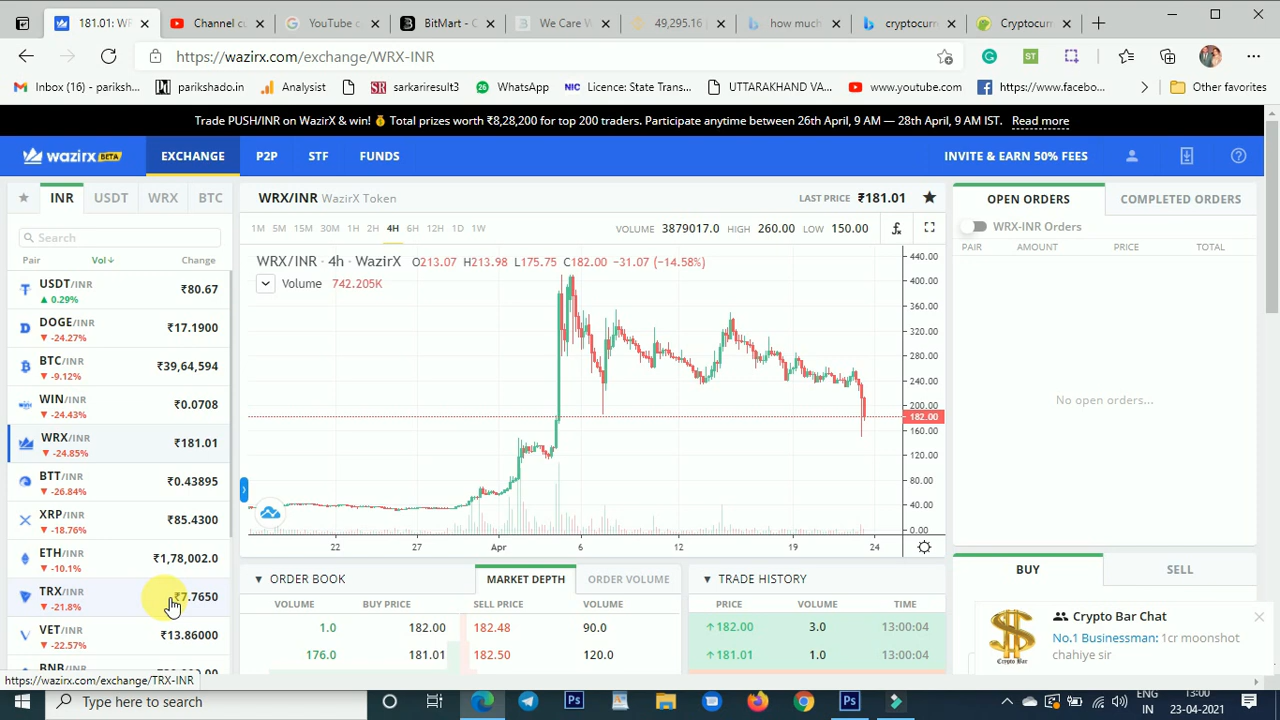 181.01: W
Channel cu
YouTube c
BitMart - C
We Care W
49,295.16 |
how much
cryptocurr
Cryptocurr
https://wazirx.com/exchange/WRX-INR
Inbox (16) - pariksh...
parikshado.in
Analysist
sarkariresult3
WhatsApp
NIC Licence: State Trans...
UTTARAKHAND VA...
www.youtube.com
https://www.facebo...
Other favorites
Trade PUSH/INR on WazirX & win! 💰 Total prizes worth ₹8,28,200 for top 200 traders. Participate anytime between 26th April, 9 AM — 28th April, 9 AM IST. Read more
wazirx BETA
EXCHANGE
P2P
STF
FUNDS
INVITE & EARN 50% FEES
INR
USDT
WRX
BTC
Search
Pair Vol↓ Change
USDT/INR ₹80.67
▲ 0.29%
DOGE/INR ₹17.1900
▼ -24.27%
BTC/INR ₹39,64,594
▼ -9.12%
WIN/INR ₹0.0708
▼ -24.43%
WRX/INR ₹181.01
▼ -24.85%
BTT/INR ₹0.43895
▼ -26.84%
XRP/INR ₹85.4300
▼ -18.76%
ETH/INR ₹1,78,002.0
▼ -10.1%
TRX/INR ₹7.7650
▼ -21.8%
VET/INR ₹13.86000
▼ -22.57%
BNB/INR
WRX/INR WazirX Token
LAST PRICE ₹181.01
1M 5M 15M 30M 1H 2H 4H 6H 12H 1D 1W
VOLUME 3879017.0 HIGH 260.00 LOW 150.00
WRX/INR · 4h · WazirX O213.07 H213.98 L175.75 C182.00 -31.07 (-14.58%)
Volume 742.205K
440.00
400.00
360.00
320.00
280.00
240.00
200.00
182.00
160.00
120.00
80.00
40.00
0.00
22 27 Apr 6 12 19 24
▼ ORDER BOOK
MARKET DEPTH
ORDER VOLUME
VOLUME BUY PRICE SELL PRICE VOLUME
1.0 182.00 182.48 90.0
176.0 181.01 182.50 120.0
▼ TRADE HISTORY
PRICE VOLUME TIME
↑182.00 3.0 13:00:04
↑181.01 1.0 13:00:04
OPEN ORDERS
COMPLETED ORDERS
WRX-INR Orders
PAIR AMOUNT PRICE TOTAL
No open orders...
BUY
SELL
Crypto Bar Chat
No.1 Businessman: 1cr moonshot
chahiye sir
Crypto Bar
https://wazirx.com/exchange/TRX-INR
Type here to search
ENG
IN
13:00
23-04-2021